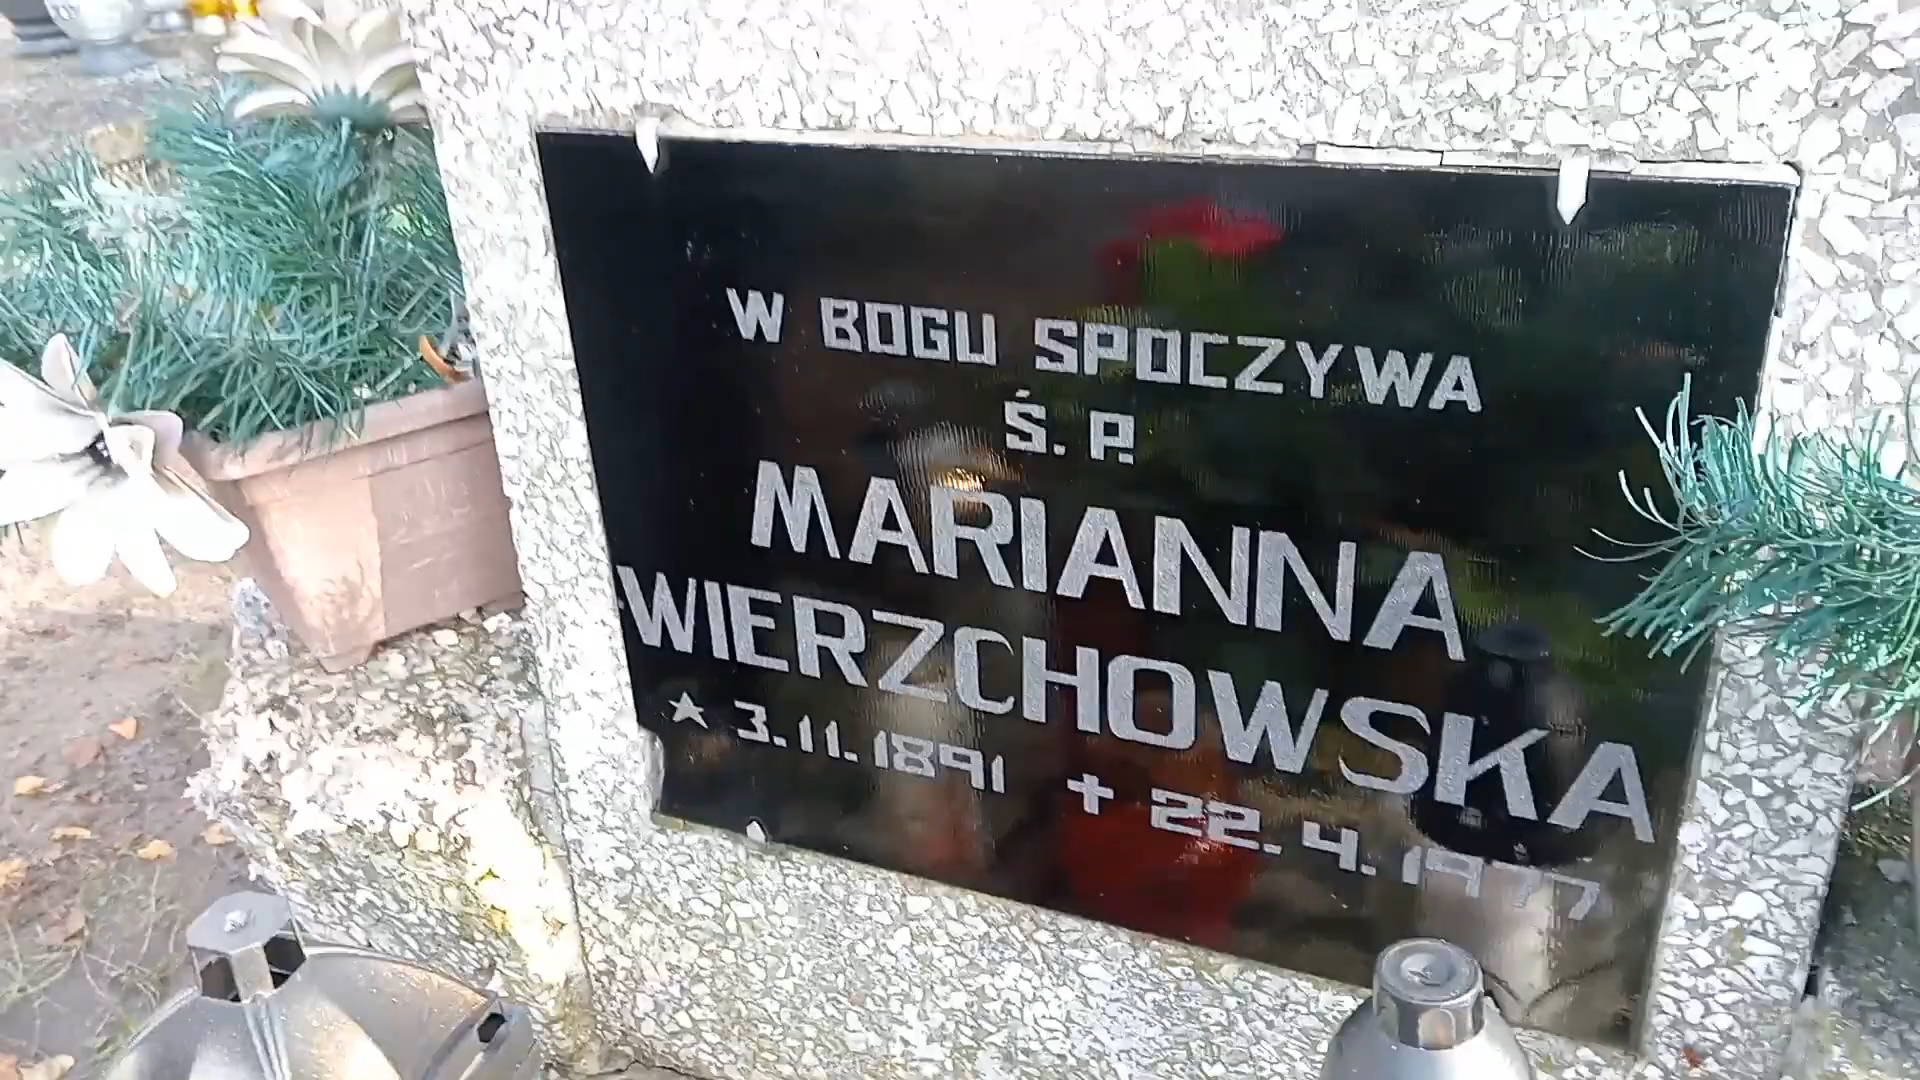 W BOGU SPOCZYWA
Ś. P.
MARIANNA
WIERZCHOWSKA
★ 3.11.1891 + 22.4.1977